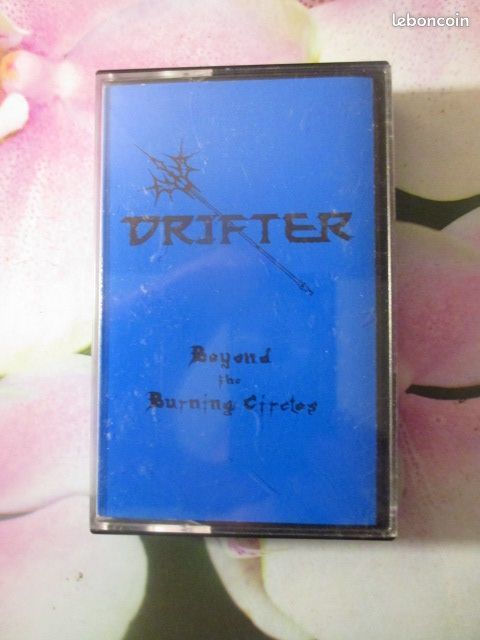 leboncoin
DRIFTER
Beyond
the
Burning Circles